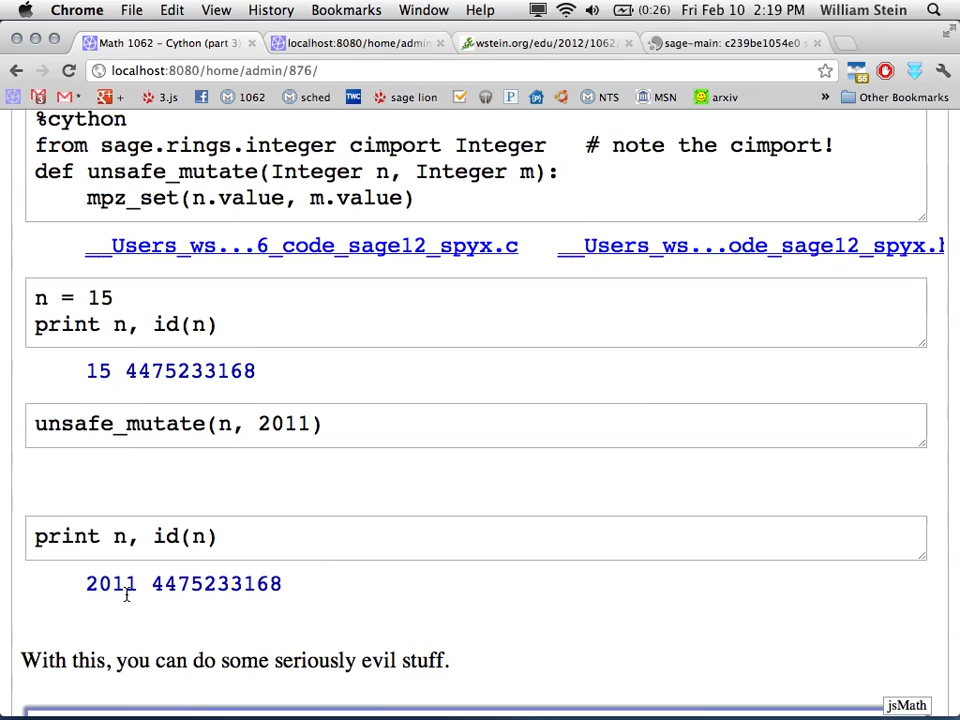 Chrome File Edit View History Bookmarks Window Help (0:26) Fri Feb 10 2:19 PM William Stein
Math 1062 – Cython (part 3) localhost:8080/home/admin wstein.org/edu/2012/1062 sage-main: c239be1054e0 s
localhost:8080/home/admin/876/
+ 3.js 1062 sched TWC sage lion NTS MSN arxiv » Other Bookmarks
%cython
from sage.rings.integer cimport Integer # note the cimport!
def unsafe_mutate(Integer n, Integer m):
mpz_set(n.value, m.value)
__Users_ws...6_code_sage12_spyx.c __Users_ws...ode_sage12_spyx.h
n = 15
print n, id(n)
15 4475233168
unsafe_mutate(n, 2011)
print n, id(n)
2011 4475233168
With this, you can do some seriously evil stuff.
jsMath